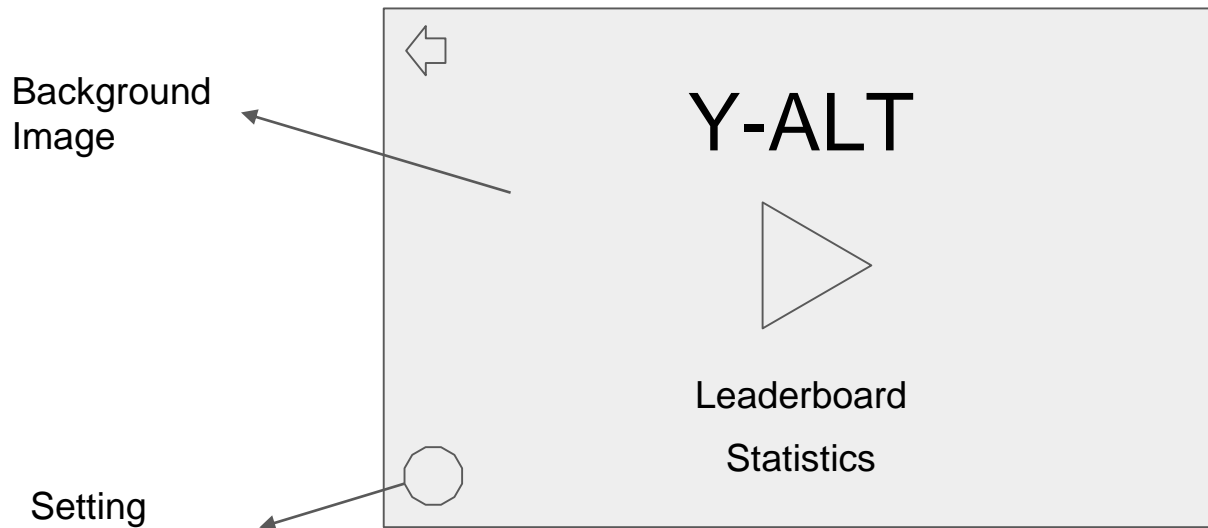 Background
Image
Y-ALT
Leaderboard
Statistics
Setting